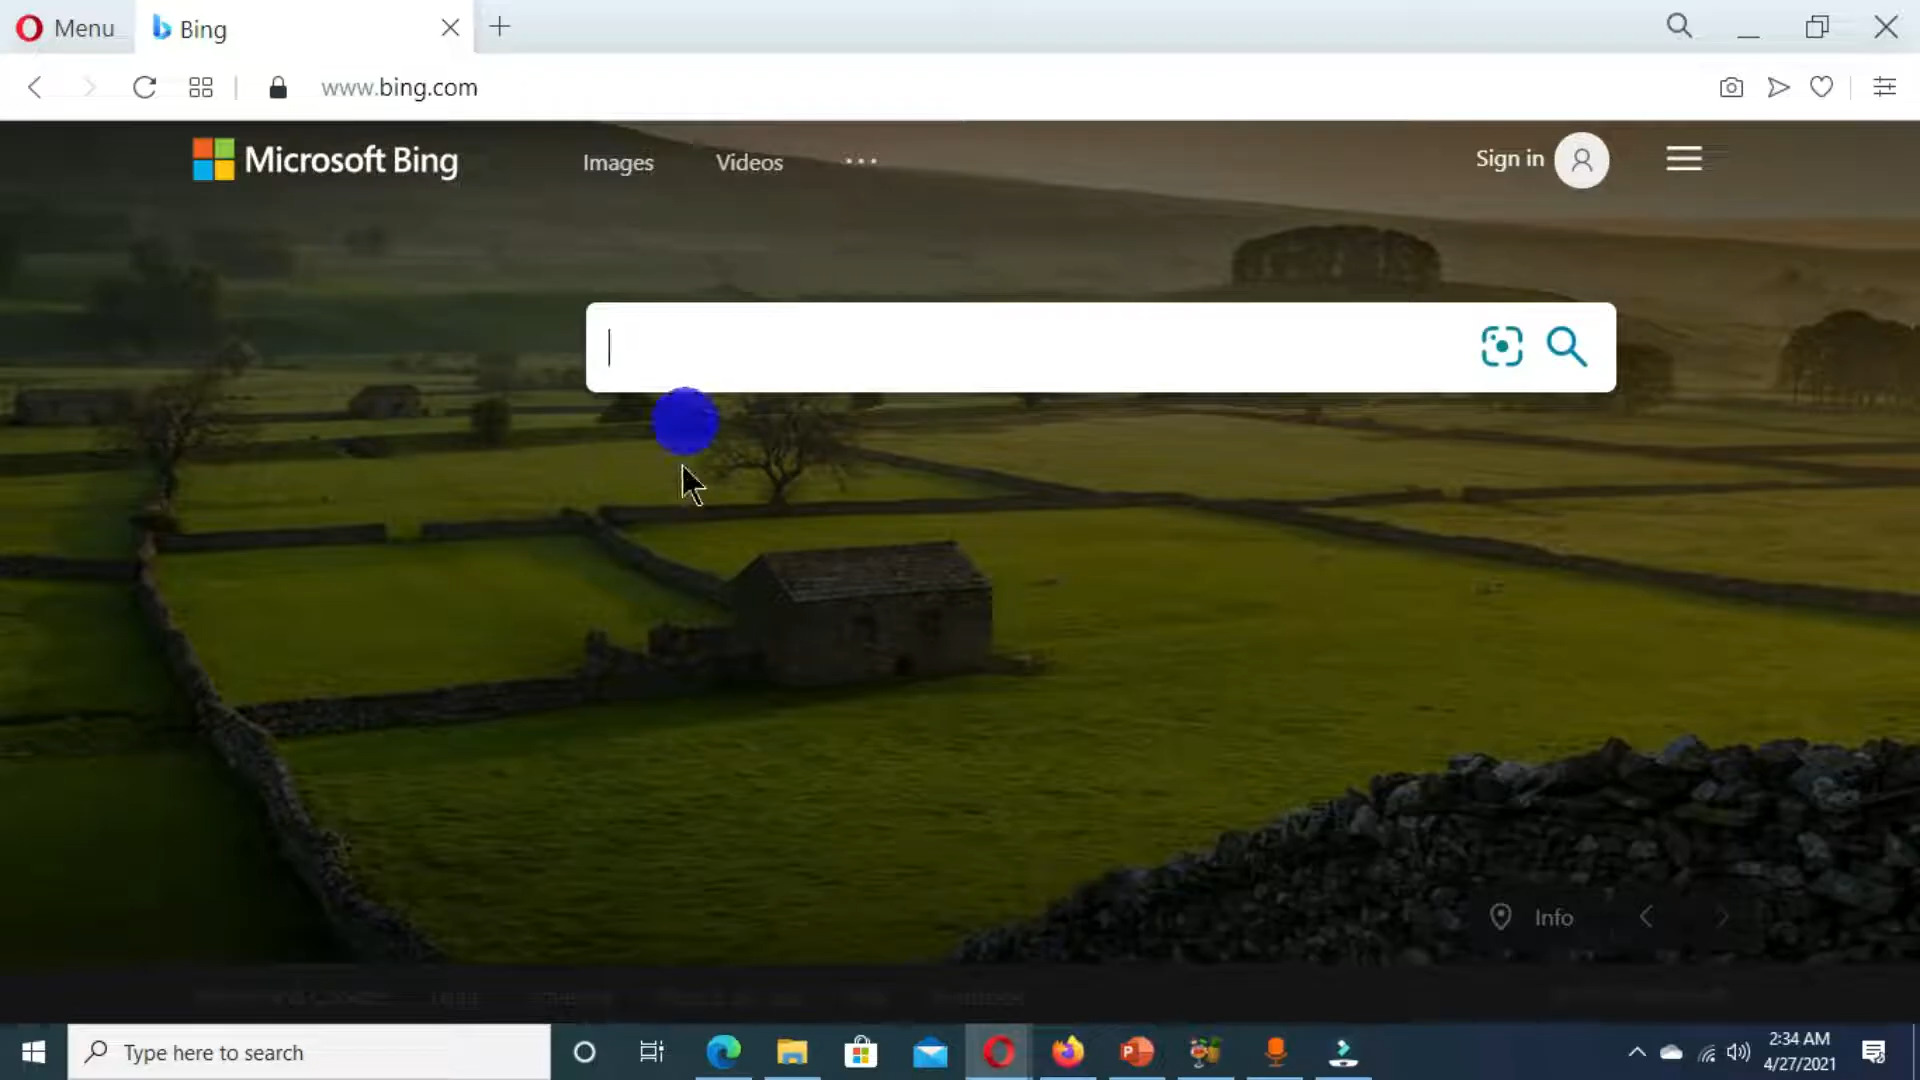 Menu
Bing
www.bing.com
Microsoft Bing
Images
Videos
Sign in
Info
Type here to search
2:34 AM
4/27/2021